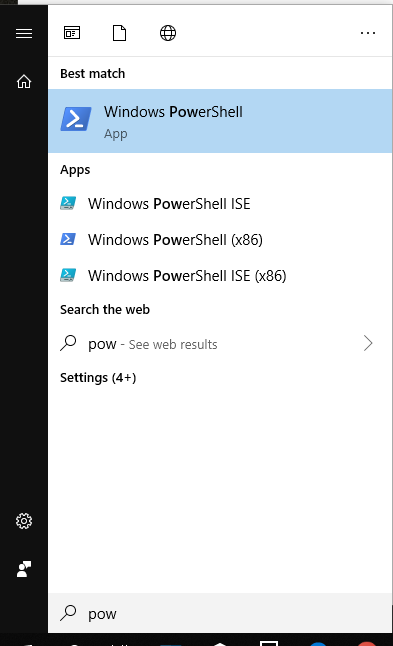 Best match
Windows PowerShell
App
Apps
Windows PowerShell ISE
Windows PowerShell (x86)
Windows PowerShell ISE (x86)
Search the web
pow - See web results
Settings (4+)
pow